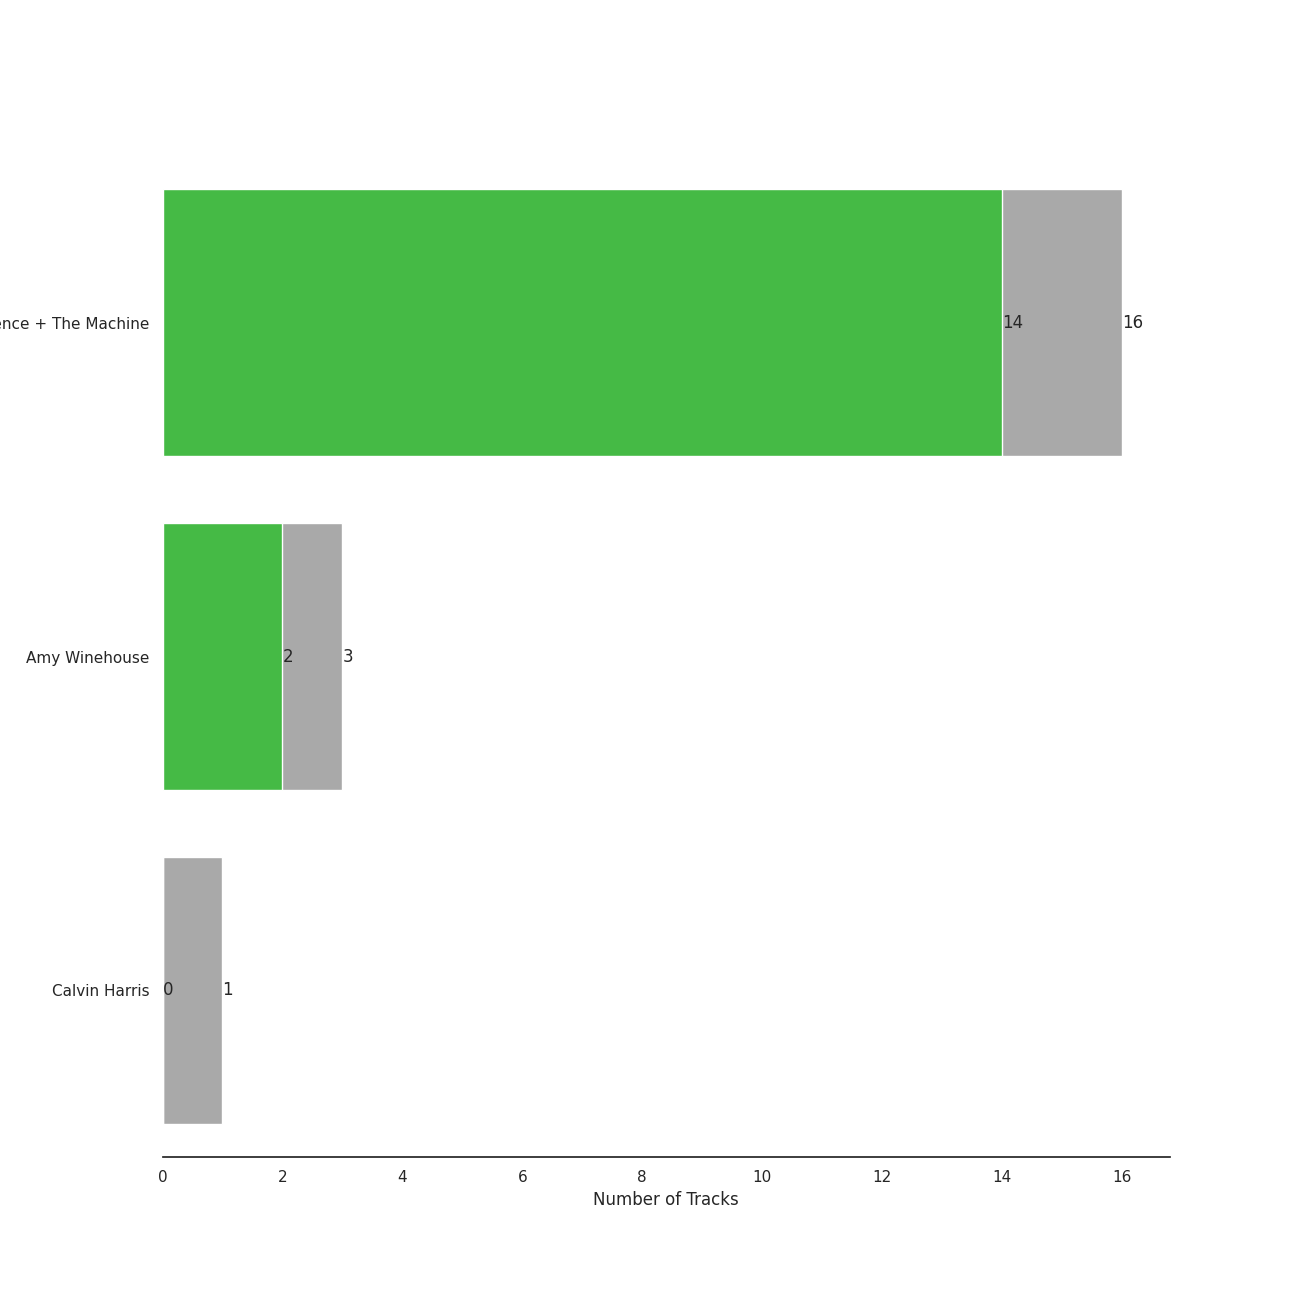 ence + The Machine
14
16
Amy Winehouse
2
3
Calvin Harris
0
1
0 2 4 6 8 10 12 14 16
Number of Tracks